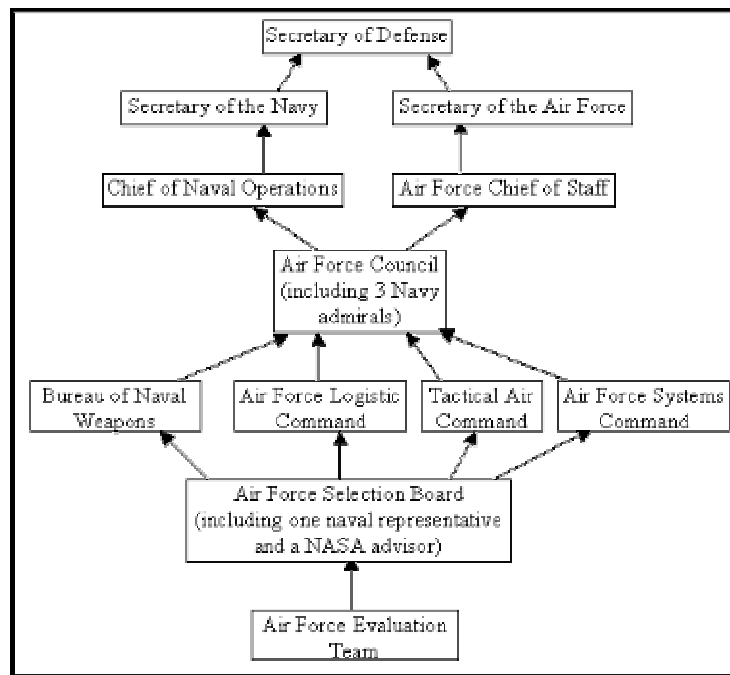 Secretary of Defense
Secretary of the Navy
Secretary of the Air Force
Chief of Naval Operations
Air Force Chief of Staff
Air Force Council
(including 3 Navy
admirals)
Bureau of Naval
Weapons
Air Force Logistic
Command
Tactical Air
Command
Air Force Systems
Command
Air Force Selection Board
(including one naval representative
and a NASA advisor)
Air Force Evaluation
Team